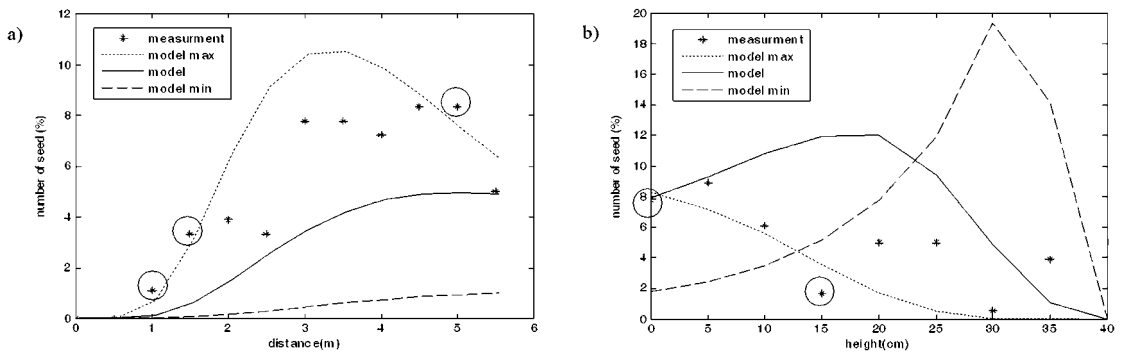 a)
measurment
model max
model
model min
number of seed (%)
12
10
8
6
4
2
0
0 1 2 3 4 5 6
distance(m)
b)
measurment
model max
model
model min
number of seed (%)
20
18
16
14
12
10
8
6
4
2
0
0 5 10 15 20 25 30 35 40
height(cm)